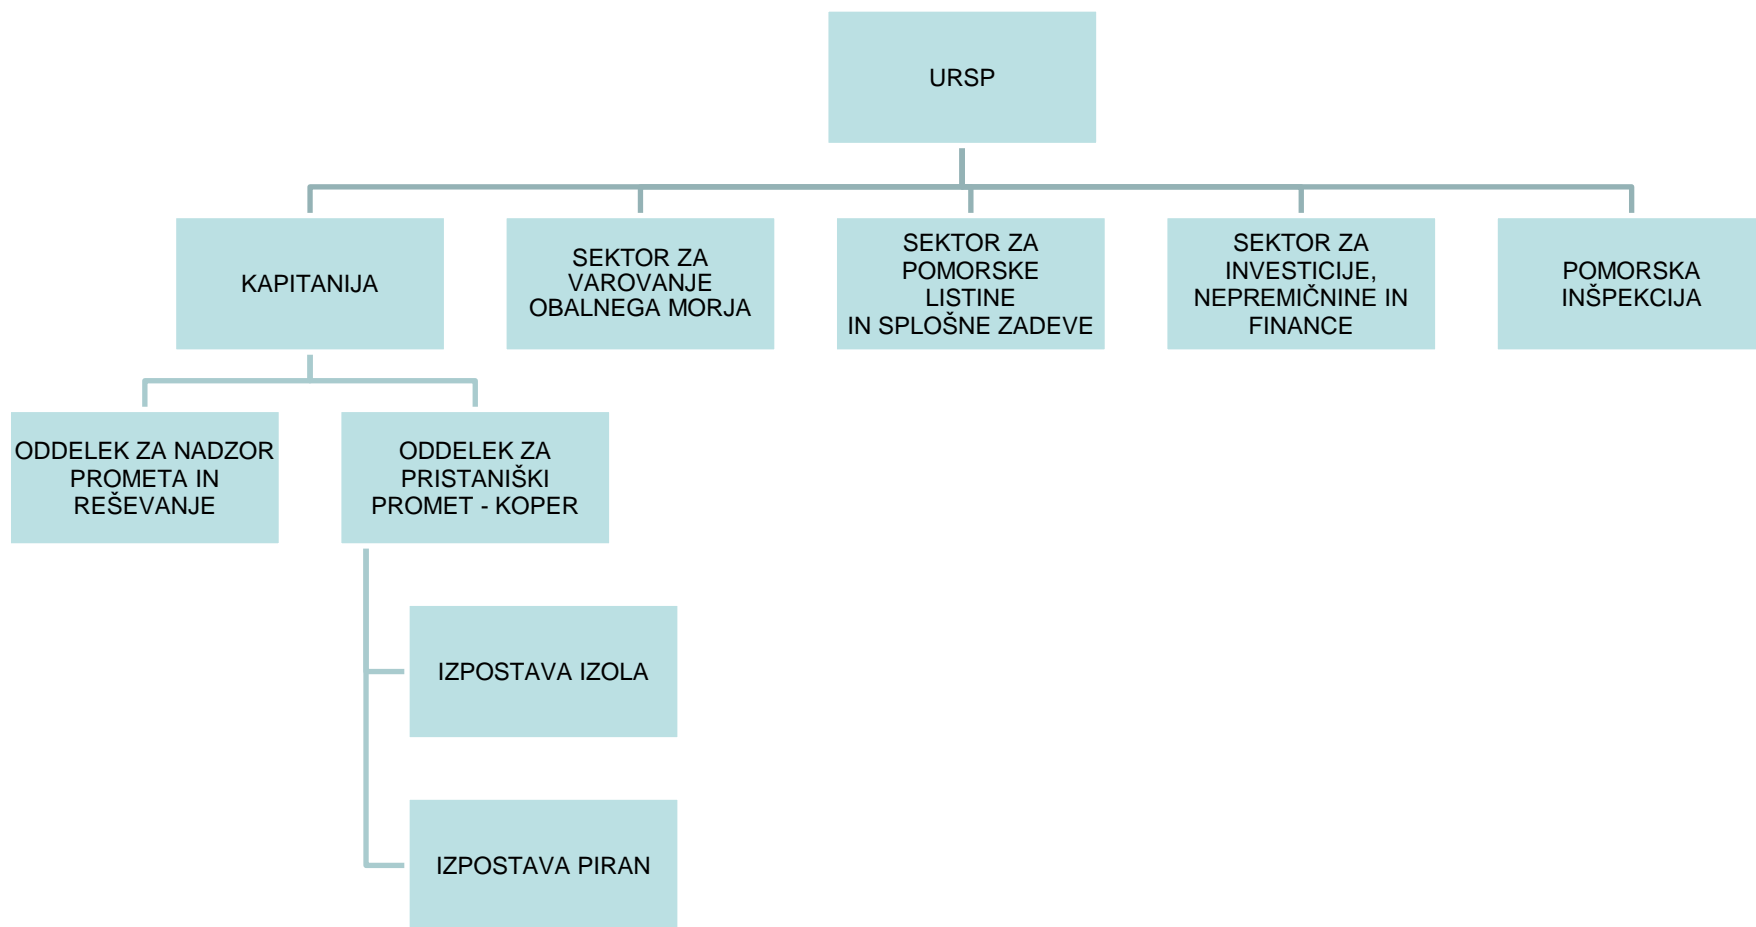 URSP
KAPITANIJA
SEKTOR ZA
VAROVANJE
OBALNEGA MORJA
SEKTOR ZA
POMORSKE
LISTINE
IN SPLOŠNE ZADEVE
SEKTOR ZA
INVESTICIJE,
NEPREMIČNINE IN
FINANCE
POMORSKA
INŠPEKCIJA
ODDELEK ZA NADZOR
PROMETA IN
REŠEVANJE
ODDELEK ZA
PRISTANIŠKI
PROMET - KOPER
IZPOSTAVA IZOLA
IZPOSTAVA PIRAN